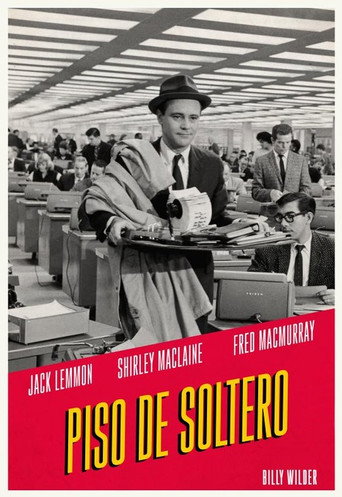 JACK LEMMON
SHIRLEY MACLAINE
FRED MACMURRAY
PISO DE SOLTERO
BILLY WILDER